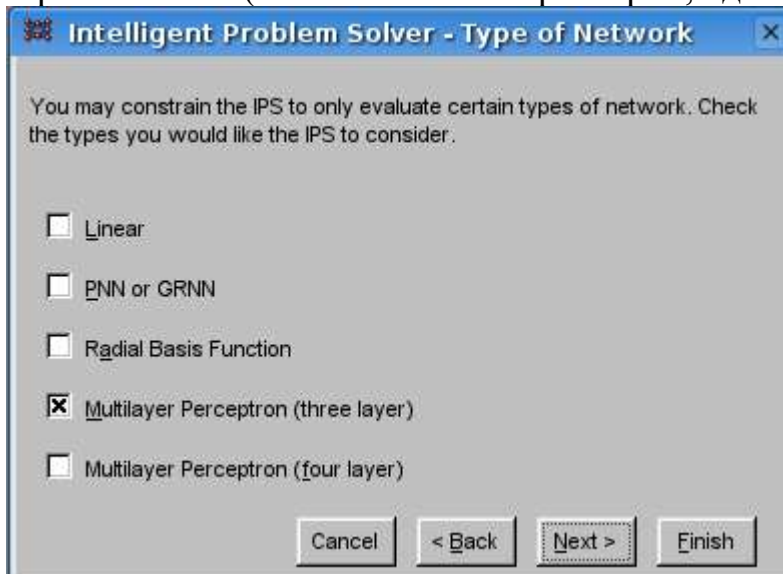 Intelligent Problem Solver - Type of Network
You may constrain the IPS to only evaluate certain types of network. Check
the types you would like the IPS to consider.
Linear
PNN or GRNN
Radial Basis Function
Multilayer Perceptron (three layer)
Multilayer Perceptron (four layer)
Cancel
< Back
Next >
Finish